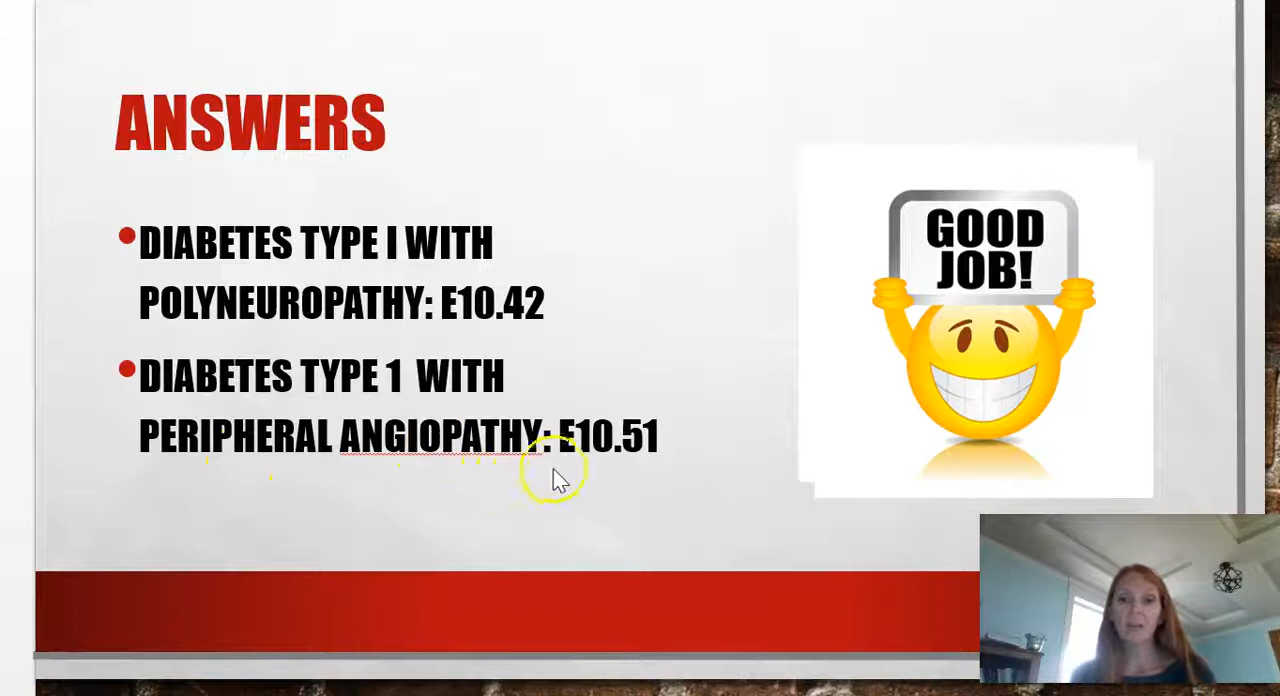 ANSWERS
DIABETES TYPE I WITH
POLYNEUROPATHY: E10.42
DIABETES TYPE 1 WITH
PERIPHERAL ANGIOPATHY: E10.51
GOOD
JOB!